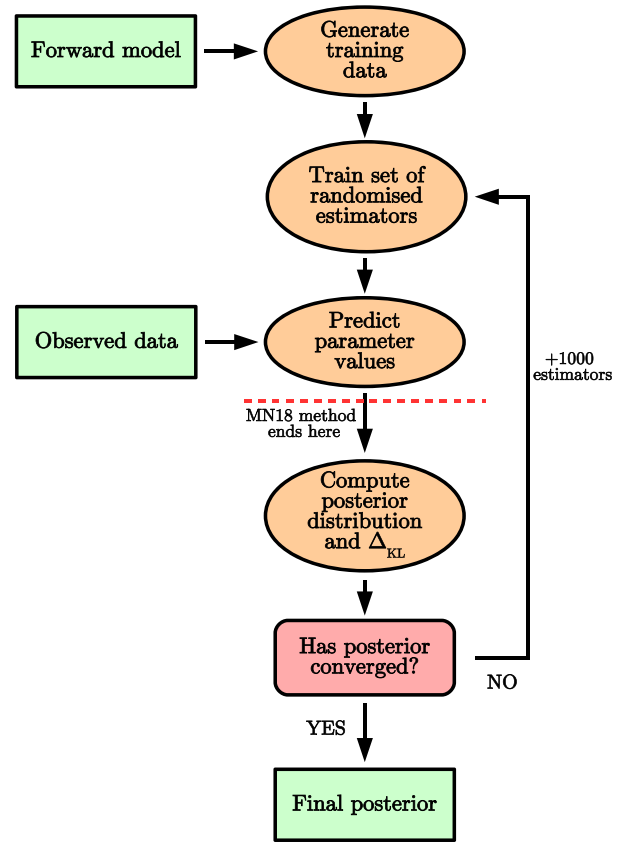 Forward model
Generate
training
data
Train set of
randomised
estimators
Observed data
Predict
parameter
values
+1000
estimators
MN18 method
ends here
Compute
posterior
distribution
and Δ_KL
Has posterior
converged?
NO
YES
Final posterior